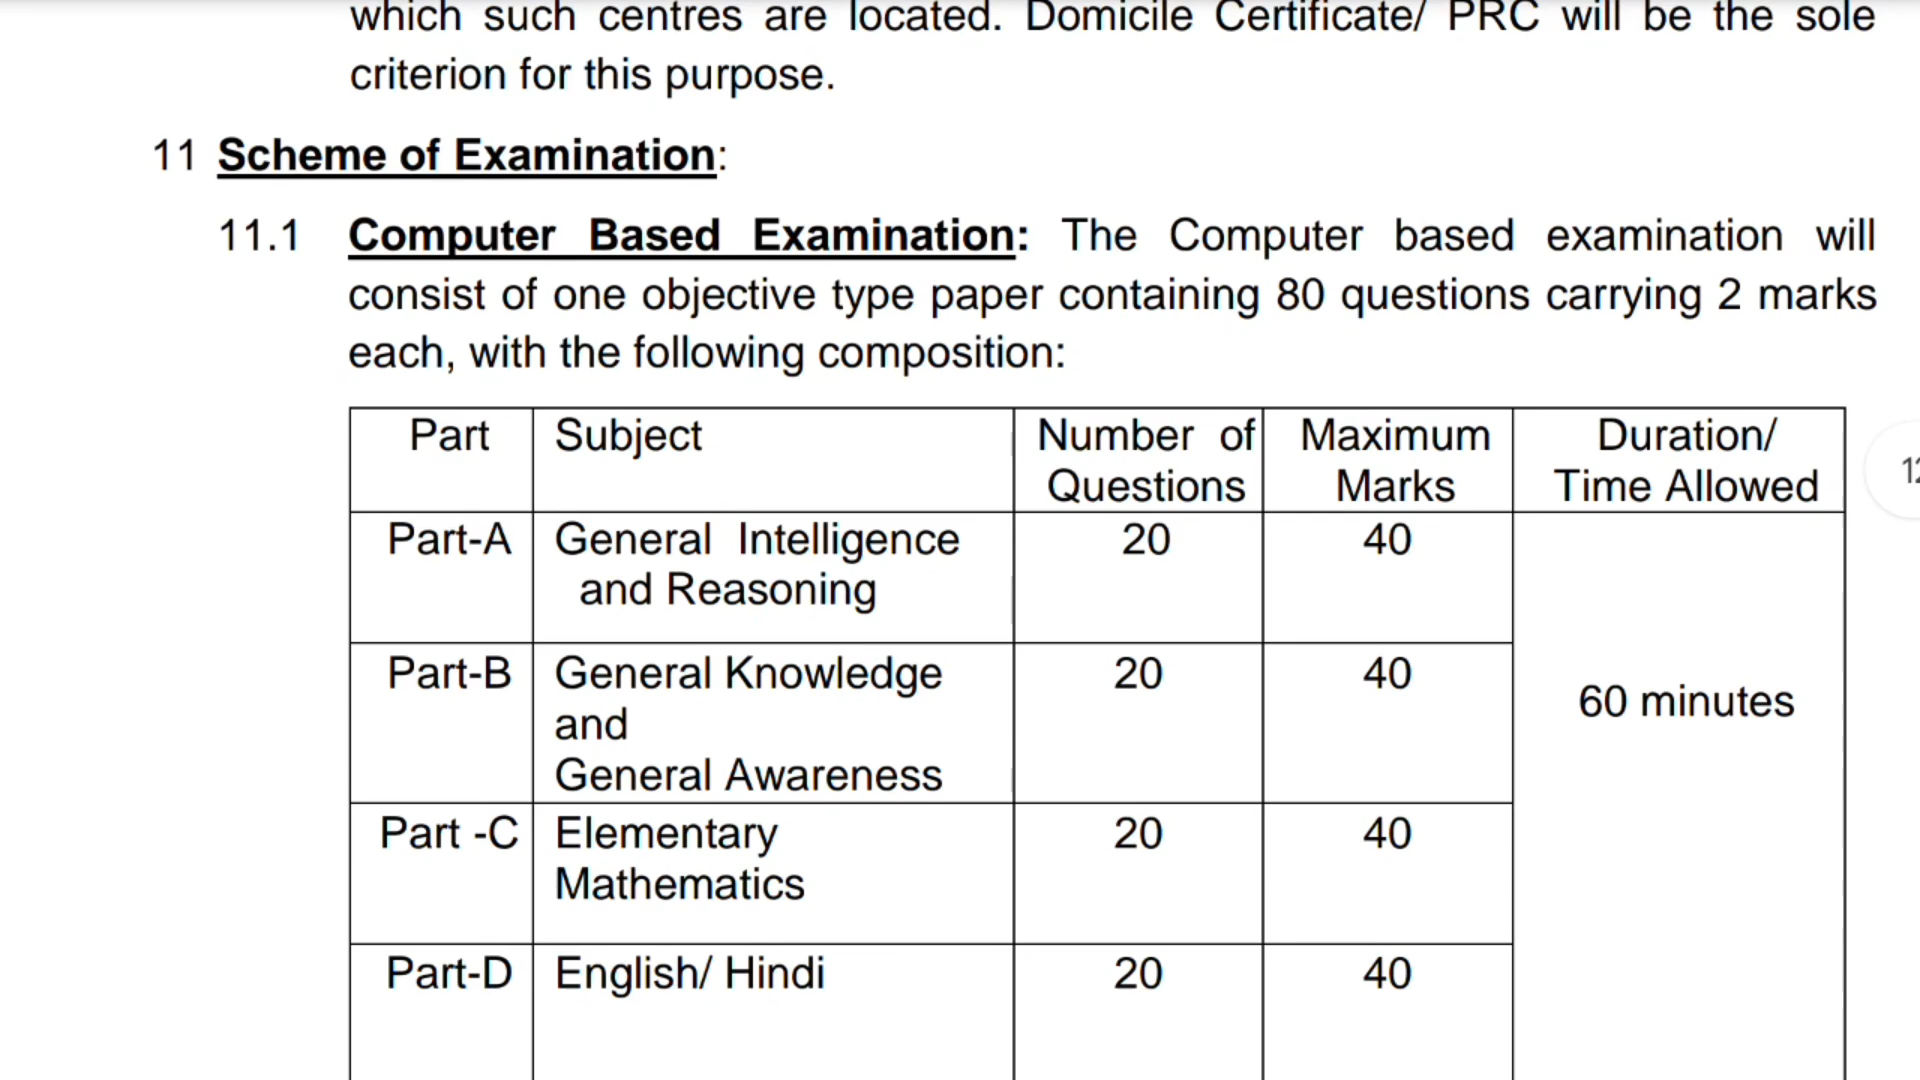 which such centres are located. Domicile Certificate/ PRC will be the sole
criterion for this purpose.
11 Scheme of Examination:
11.1 Computer Based Examination: The Computer based examination will
consist of one objective type paper containing 80 questions carrying 2 marks
each, with the following composition:
Part Subject Number of Questions Maximum Marks Duration/ Time Allowed
Part-A General Intelligence and Reasoning 20 40
Part-B General Knowledge and General Awareness 20 40
60 minutes
Part -C Elementary Mathematics 20 40
Part-D English/ Hindi 20 40